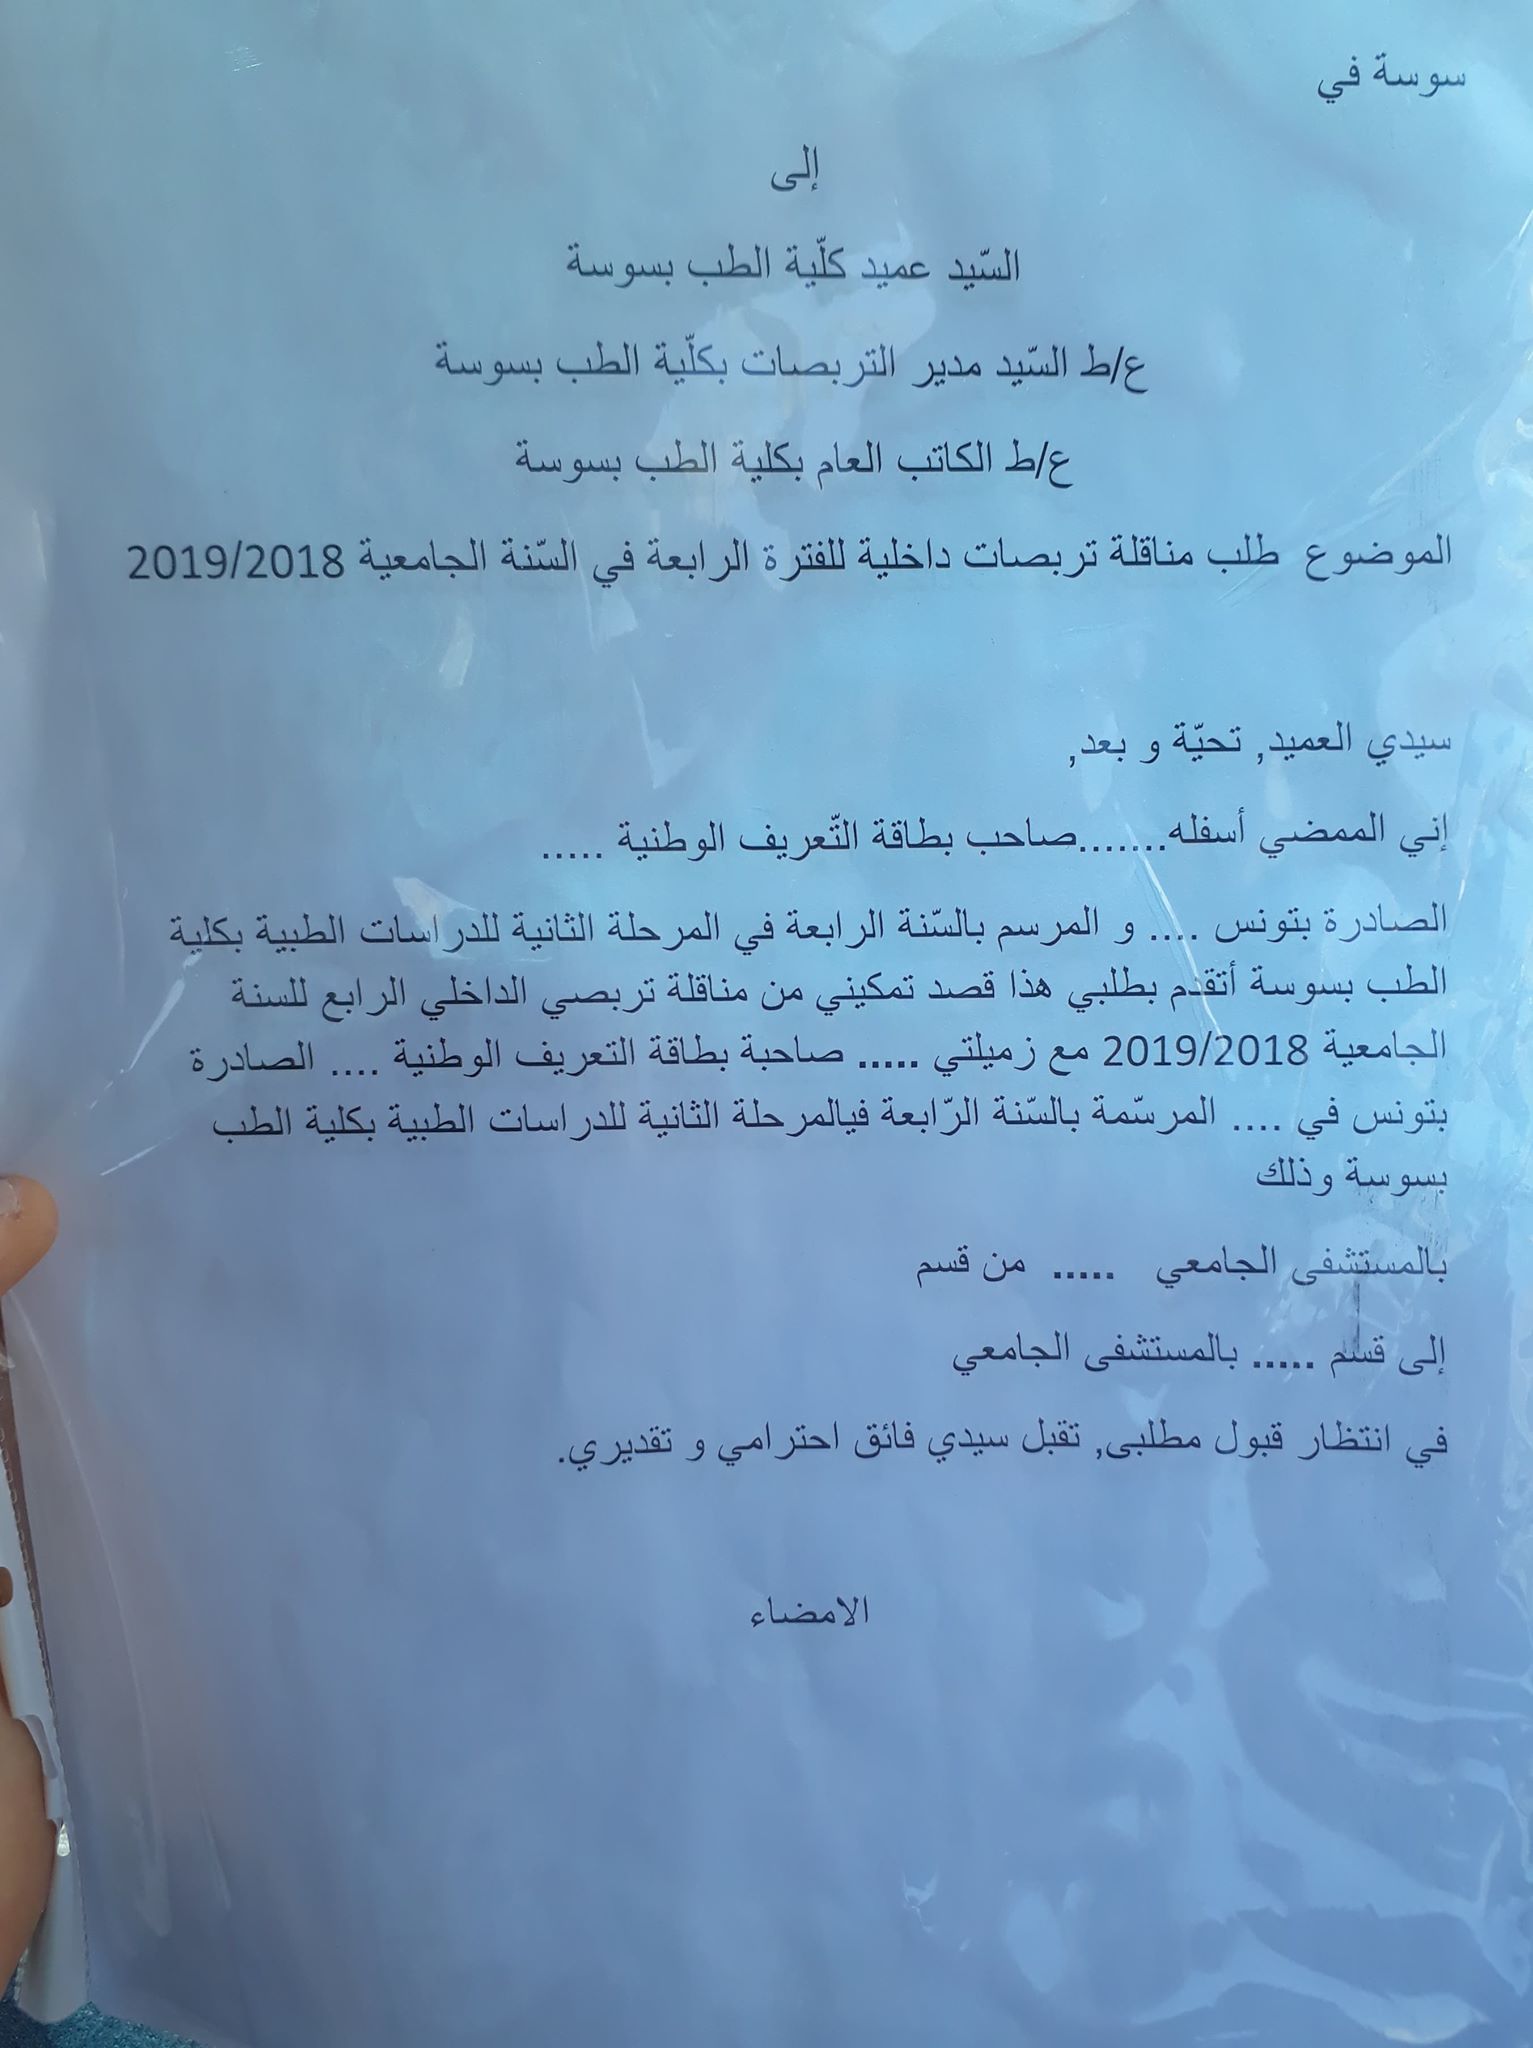 سوسة في
إلى
السّيد عميد كلّية الطب بسوسة
ع/ط السّيد مدير التربصات بكلّية الطب بسوسة
ع/ط الكاتب العام بكلية الطب بسوسة
الموضوع طلب مناقلة تربصات داخلية للفترة الرابعة في السّنة الجامعية 2019/2018
سيدي العميد, تحيّة و بعد,
إني الممضي أسفله.......صاحب بطاقة التّعريف الوطنية .....
الصادرة بتونس .... و المرسم بالسّنة الرابعة في المرحلة الثانية للدراسات الطبية بكلية
الطب بسوسة أتقدم بطلبي هذا قصد تمكيني من مناقلة تربصي الداخلي الرابع للسنة
الجامعية 2019/2018 مع زميلتي ..... صاحبة بطاقة التعريف الوطنية .... الصادرة
بتونس في .... المرسّمة بالسّنة الرّابعة فيالمرحلة الثانية للدراسات الطبية بكلية الطب
بسوسة وذلك
بالمستشفى الجامعي ..... من قسم
إلى قسم ..... بالمستشفى الجامعي
في انتظار قبول مطلبى, تقبل سيدي فائق احترامي و تقديري.
الامضاء